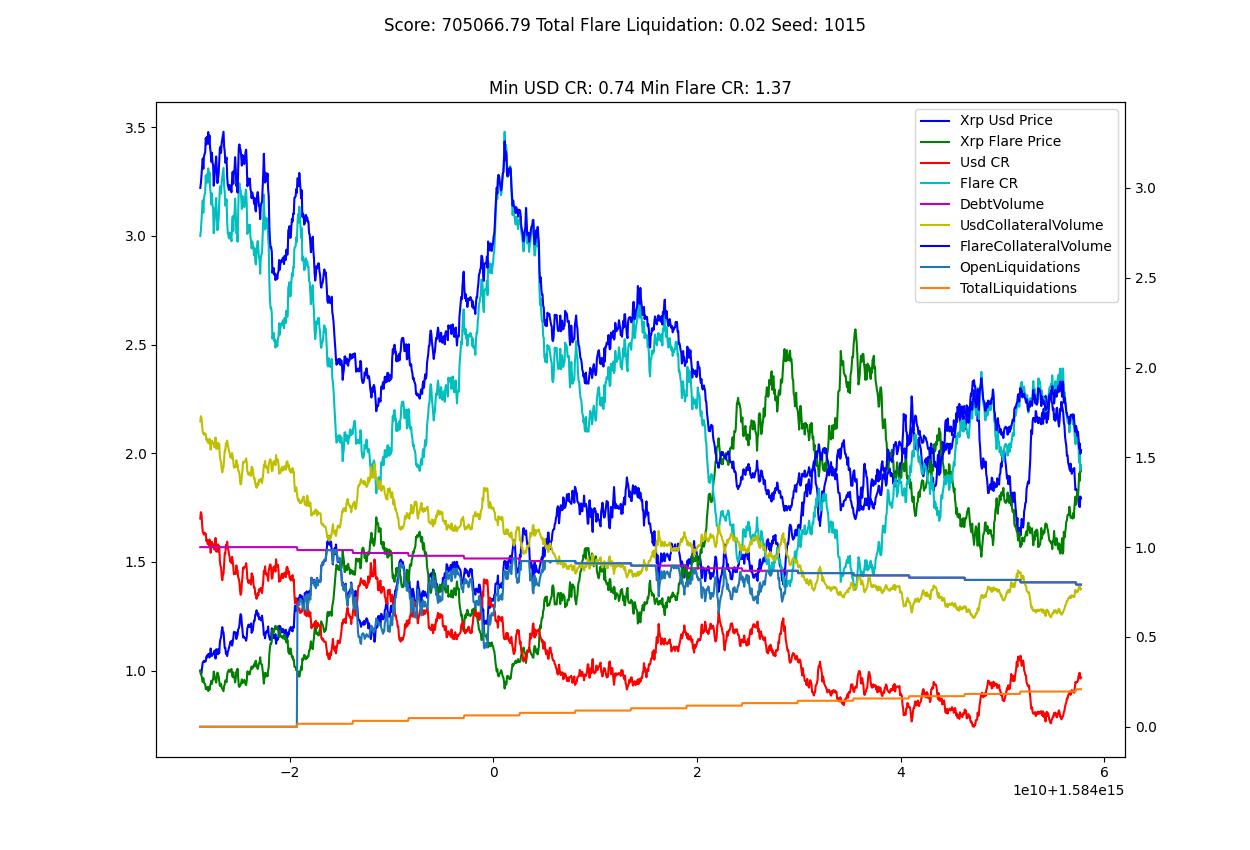 Score: 705066.79 Total Flare Liquidation: 0.02 Seed: 1015
Min USD CR: 0.74 Min Flare CR: 1.37
3.5
3.0
2.5
2.0
1.5
1.0
Xrp Usd Price
Xrp Flare Price
Usd CR
Flare CR
DebtVolume
UsdCollateralVolume
FlareCollateralVolume
OpenLiquidations
TotalLiquidations
3.0
2.5
2.0
1.5
1.0
0.5
0.0
−2 0 2 4 6
1e10+1.584e15